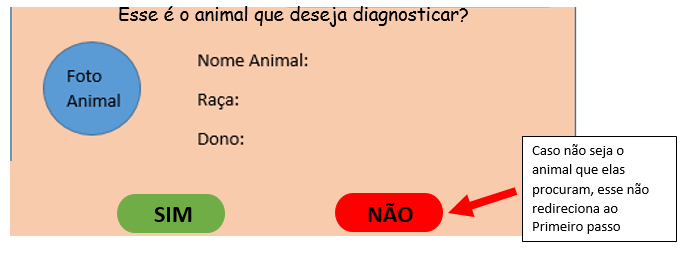 Esse é o animal que deseja diagnosticar?
Foto
Animal
Nome Animal:
Raça:
Dono:
SIM
NÃO
Caso não seja o
animal que elas
procuram, esse não
redireciona ao
Primeiro passo